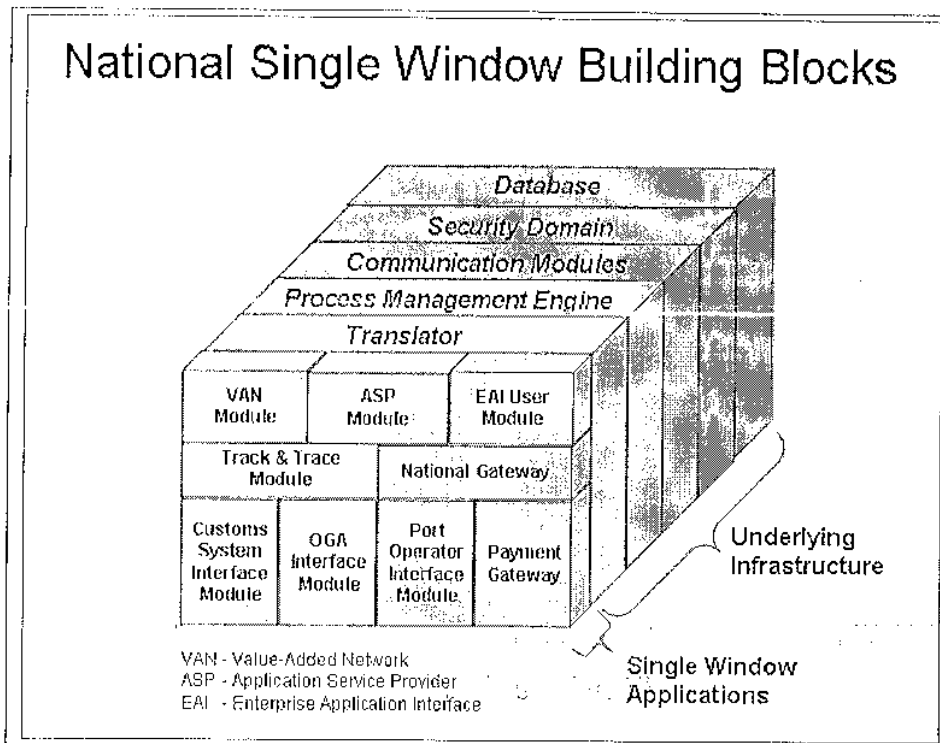 National Single Window Building Blocks
Database
Security Domain
Communication Modules
Process Management Engine
Translator
VAN
Module
ASP
Module
EAI User
Module
Track & Trace
Module
National Gateway
Customs
System
Interface
Module
OGA
Interface
Module
Port
Operator
Interface
Module
Payment
Gateway
Underlying
Infrastructure
Single Window
Applications
VAN - Value-Added Network
ASP - Application Service Provider
EAI - Enterprise Application Interface